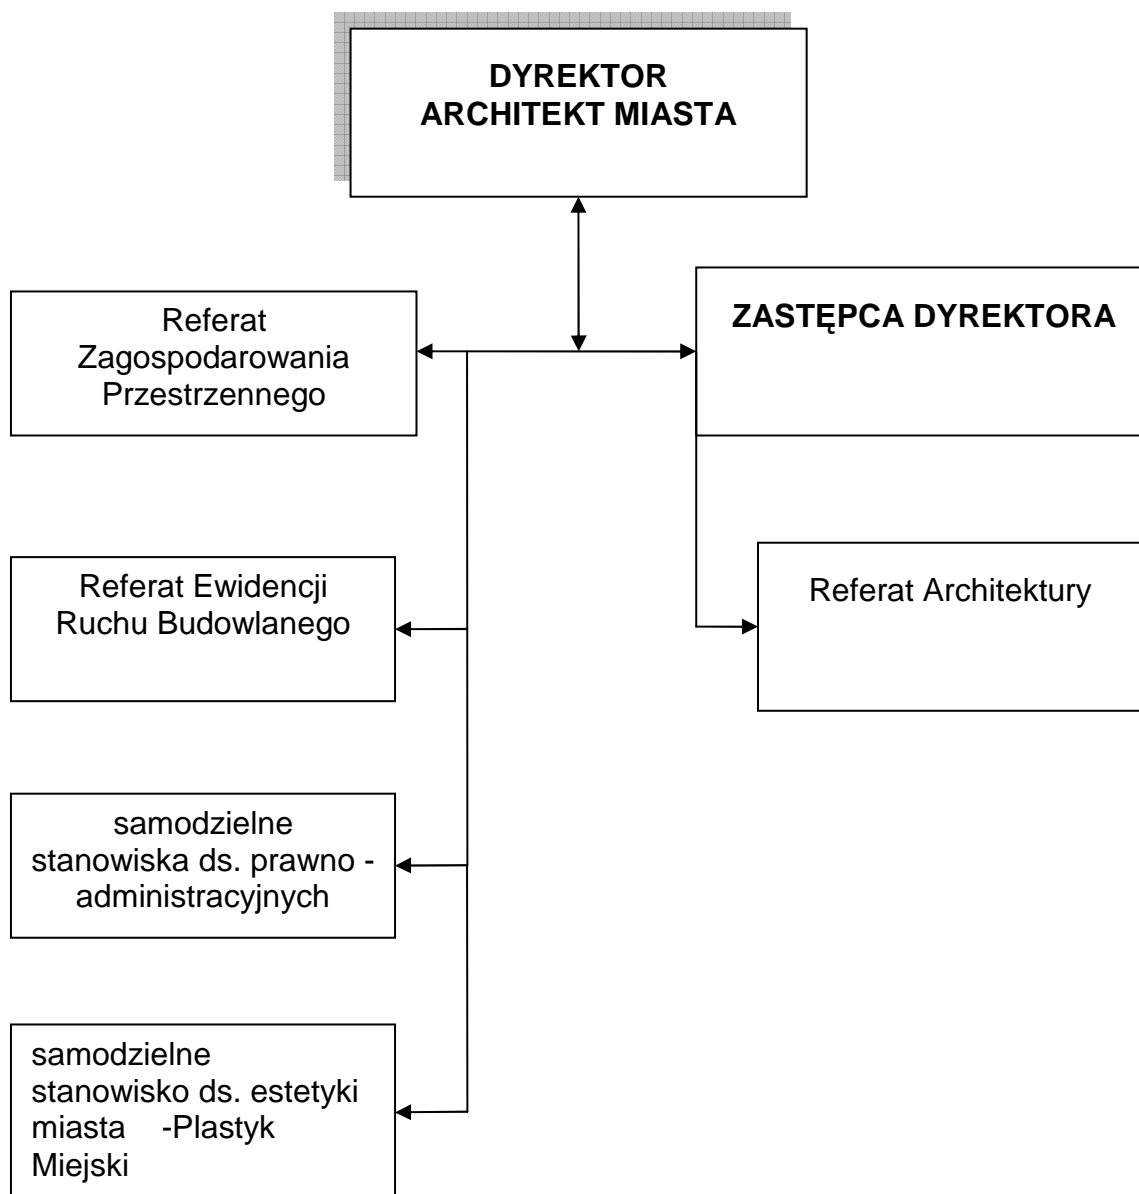 DYREKTOR
ARCHITEKT MIASTA
Referat
Zagospodarowania
Przestrzennego
ZASTĘPCA DYREKTORA
Referat Ewidencji
Ruchu Budowlanego
Referat Architektury
samodzielne
stanowiska ds. prawno -
administracyjnych
samodzielne
stanowisko ds. estetyki
miasta -Plastyk
Miejski